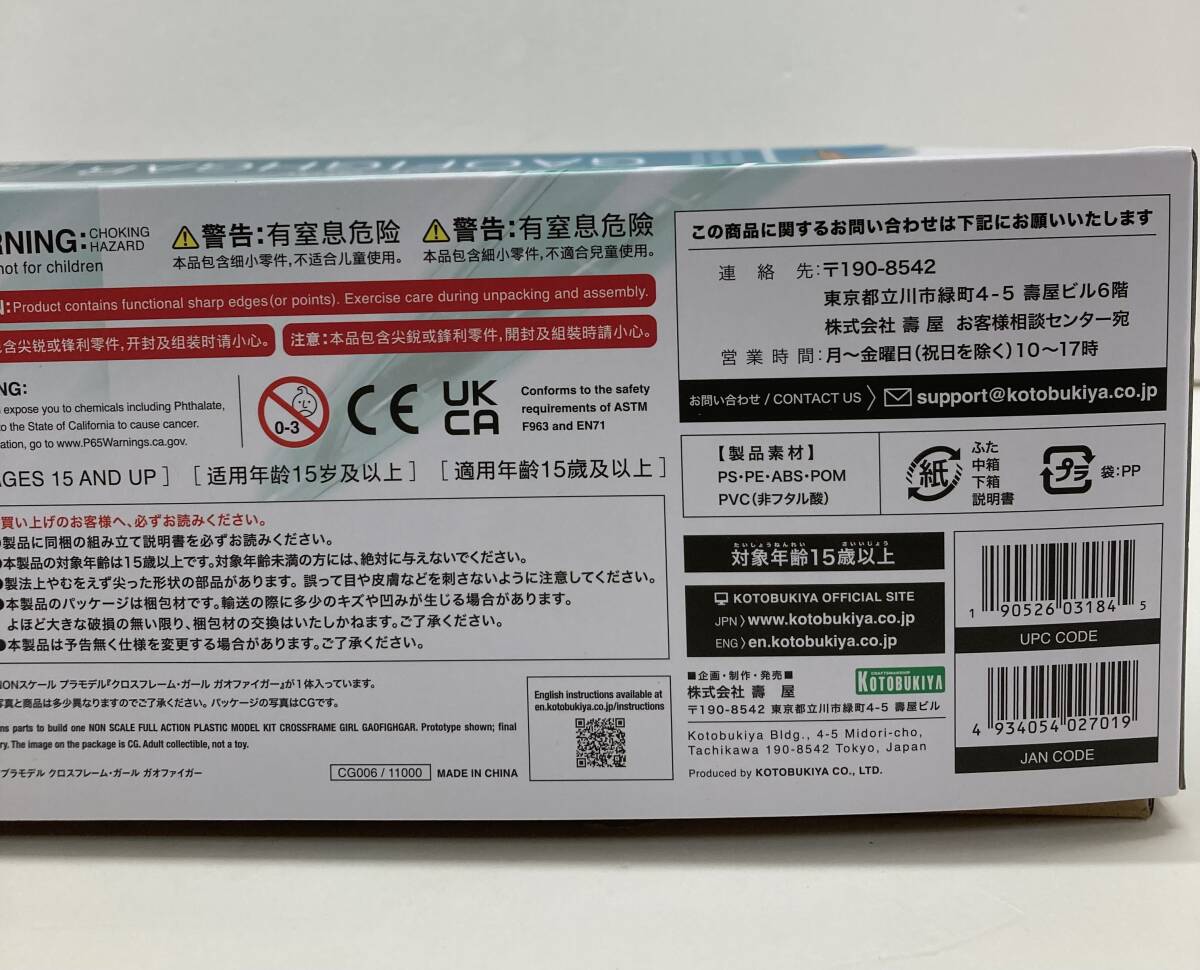 GAOFIGHGAR
RNING: CHOKING
HAZARD
not for children
警告:有窒息危险
本品包含细小零件,不适合儿童使用。
警告:有窒息危險
本品包含細小零件,不適合兒童使用。
N: Product contains functional sharp edges(or points). Exercise care during unpacking and assembly.
含尖锐或锋利零件,开封及组装时请小心。
注意:本品包含尖銳或鋒利零件,開封及組裝時請小心。
NG:
expose you to chemicals including Phthalate,
to the State of California to cause cancer.
ation, go to www.P65Warnings.ca.gov.
0-3
CE
UK
CA
Conforms to the safety
requirements of ASTM
F963 and EN71
AGES 15 AND UP ]
[ 适用年龄15岁及以上 ]
[ 適用年齡15歲及以上 ]
買い上げのお客様へ、必ずお読みください。
製品に同梱の組み立て説明書を必ずお読みください。
●本製品の対象年齢は15歳以上です。対象年齢未満の方には、絶対に与えないでください。
●製法上やむをえず尖った形状の部品があります。誤って目や皮膚などを刺さないように注意してください。
●本製品のパッケージは梱包材です。輸送の際に多少のキズや凹みが生じる場合があります。
よほど大きな破損の無い限り、梱包材の交換はいたしかねます。ご了承ください。
●本製品は予告無く仕様を変更する場合があります。ご了承ください。
NONスケール プラモデル『クロスフレーム・ガール ガオファイガー』が1体入っています。
写真と商品は多少異なりますのでご了承ください。パッケージの写真はCGです。
ns parts to build one NON SCALE FULL ACTION PLASTIC MODEL KIT CROSSFRAME GIRL GAOFIGHGAR. Prototype shown; final
ry. The image on the package is CG. Adult collectible, not a toy.
プラモデル クロスフレーム・ガール ガオファイガー
CG006 / 11000
MADE IN CHINA
English instructions available at
en.kotobukiya.co.jp/instructions
この商品に関するお問い合わせは下記にお願いいたします
連絡先:〒190-8542
東京都立川市緑町4-5 壽屋ビル6階
株式会社 壽 屋 お客様相談センター宛
営業時間:月〜金曜日(祝日を除く)10〜17時
お問い合わせ / CONTACT US 〉 support@kotobukiya.co.jp
【製品素材】
PS・PE・ABS・POM
PVC(非フタル酸)
紙
ふた
中箱
下箱
説明書
プラ
袋:PP
たいしょうねんれい さいいじょう
対象年齢15歳以上
KOTOBUKIYA OFFICIAL SITE
JPN 〉www.kotobukiya.co.jp
ENG 〉en.kotobukiya.co.jp
■企画・制作・発売■
株式会社 壽 屋
CRAFTSMANSHIP
KOTOBUKIYA
〒190-8542 東京都立川市緑町4-5 壽屋ビル
Kotobukiya Bldg., 4-5 Midori-cho,
Tachikawa 190-8542 Tokyo, Japan
Produced by KOTOBUKIYA CO., LTD.
1 90526 03184 5
UPC CODE
4 934054 027019
JAN CODE